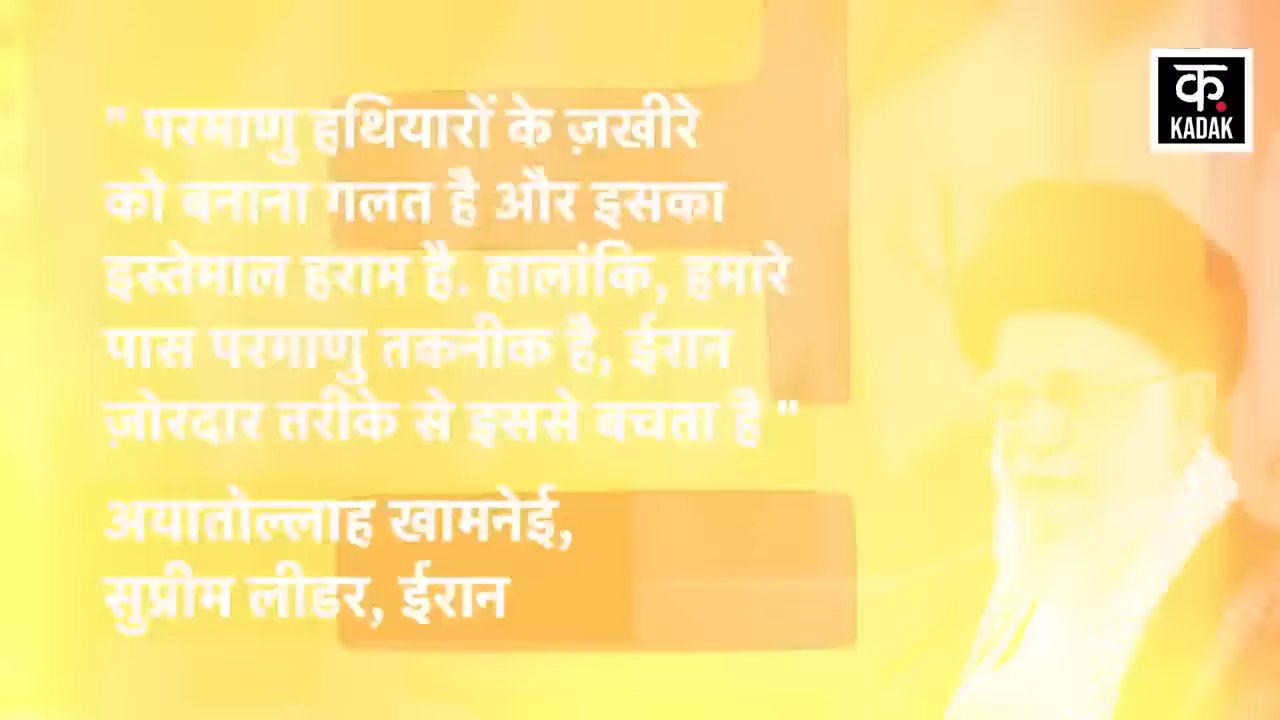 " परमाणु हथियारों के ज़खीरे
को बनाना गलत है और इसका
इस्तेमाल हराम है. हालांकि, हमारे
पास परमाणु तकनीक है, ईरान
ज़ोरदार तरीके से इससे बचता है "
अयातोल्लाह खामनेई,
सुप्रीम लीडर, ईरान
क
KADAK